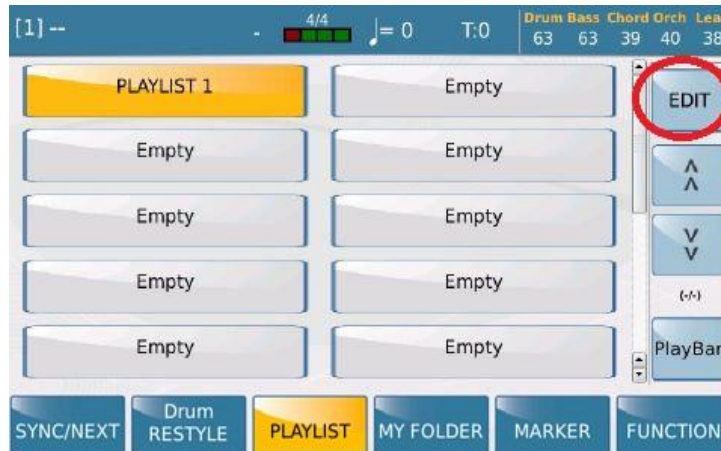 [1] -- - 4/4 = 0 T:0 Drum Bass Chord Orch Lea
63 63 39 40 38
PLAYLIST 1 Empty EDIT
Empty Empty
Empty Empty
Empty Empty (-/-)
Empty Empty PlayBar
SYNC/NEXT Drum RESTYLE PLAYLIST MY FOLDER MARKER FUNCTION